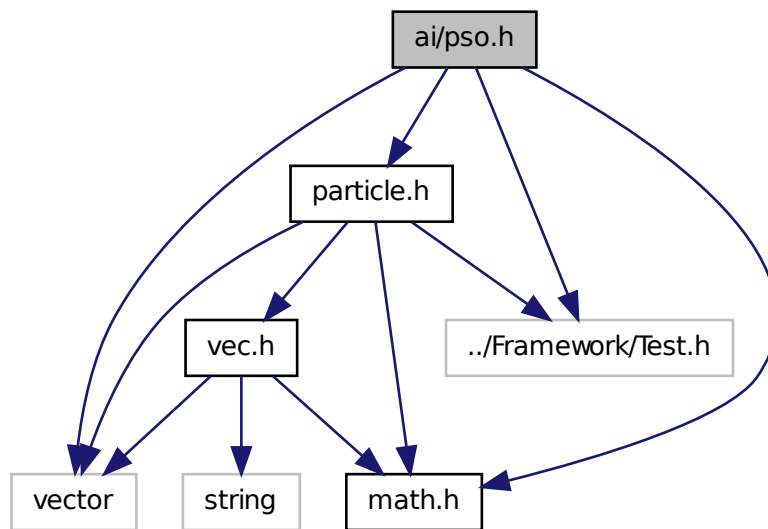 ai/pso.h
particle.h
vec.h
../Framework/Test.h
vector
string
math.h